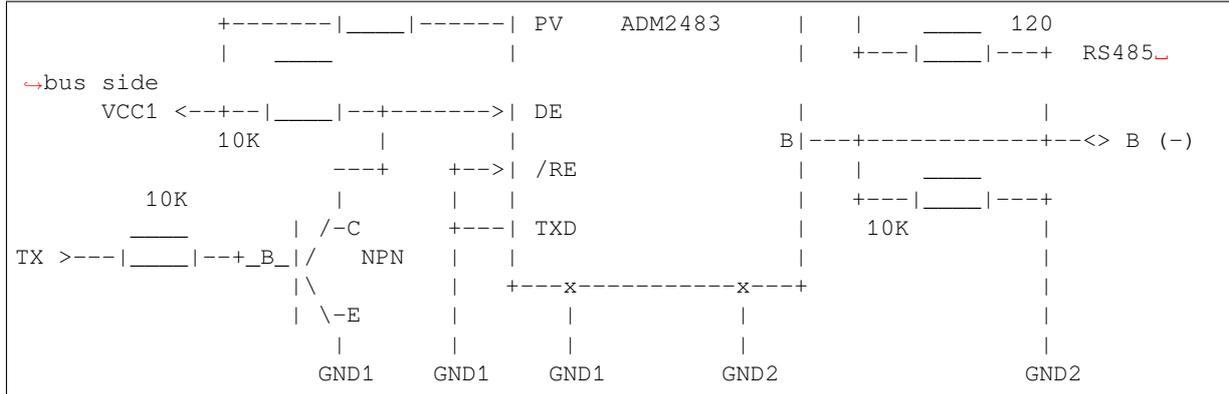 +-------|____|------| PV ADM2483 | | ____ 120
| ____ | | +---|____|---+ RS485␣
↪bus side
VCC1 <--+--|____|--+-------->| DE | |
10K | | B|---+------------+--<> B (-)
---+ +-->| /RE | | ____
10K | | | | +---|____|---+
____ | /-C +---| TXD | 10K |
TX >---|____|--+_B_|/ NPN | | | |
|\ | +---x------------x---+ |
| \-E | | | |
| | | | |
GND1 GND1 GND1 GND2 GND2